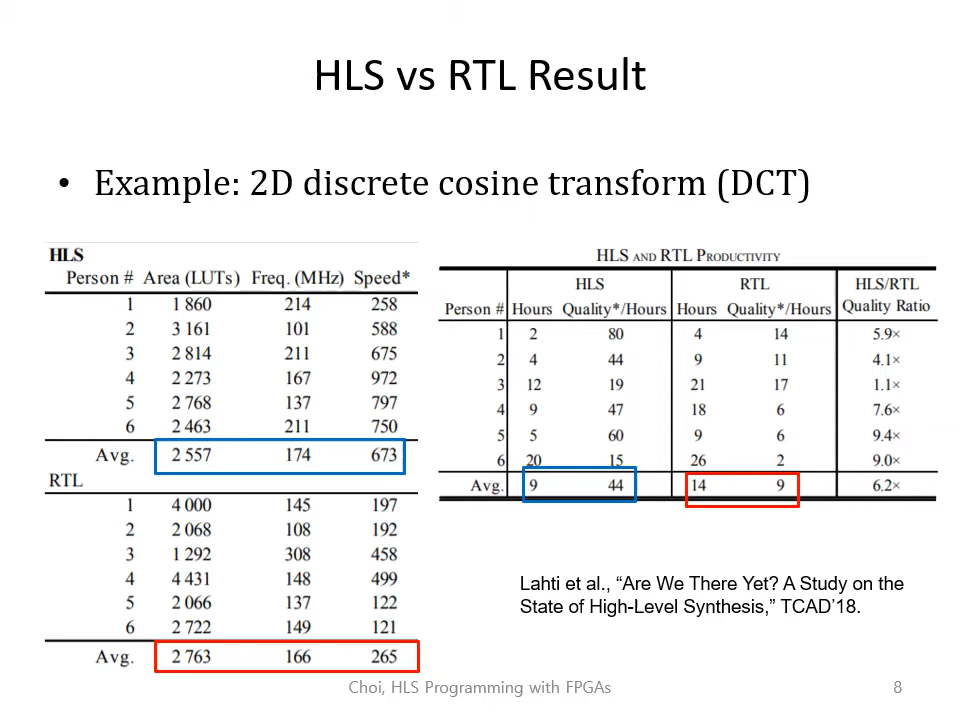 HLS vs RTL Result
• Example: 2D discrete cosine transform (DCT)
HLS
Person # Area (LUTs) Freq. (MHz) Speed*
1 1 860 214 258
2 3 161 101 588
3 2 814 211 675
4 2 273 167 972
5 2 768 137 797
6 2 463 211 750
Avg. 2 557 174 673
RTL
1 4 000 145 197
2 2 068 108 192
3 1 292 308 458
4 4 431 148 499
5 2 066 137 122
6 2 722 149 121
Avg. 2 763 166 265
HLS AND RTL PRODUCTIVITY
HLS RTL HLS/RTL
Person # Hours Quality*/Hours Hours Quality*/Hours Quality Ratio
1 2 80 4 14 5.9×
2 4 44 9 11 4.1×
3 12 19 21 17 1.1×
4 9 47 18 6 7.6×
5 5 60 9 6 9.4×
6 20 15 26 2 9.0×
Avg. 9 44 14 9 6.2×
Lahti et al., “Are We There Yet? A Study on the
State of High-Level Synthesis,” TCAD’18.
Choi, HLS Programming with FPGAs
8